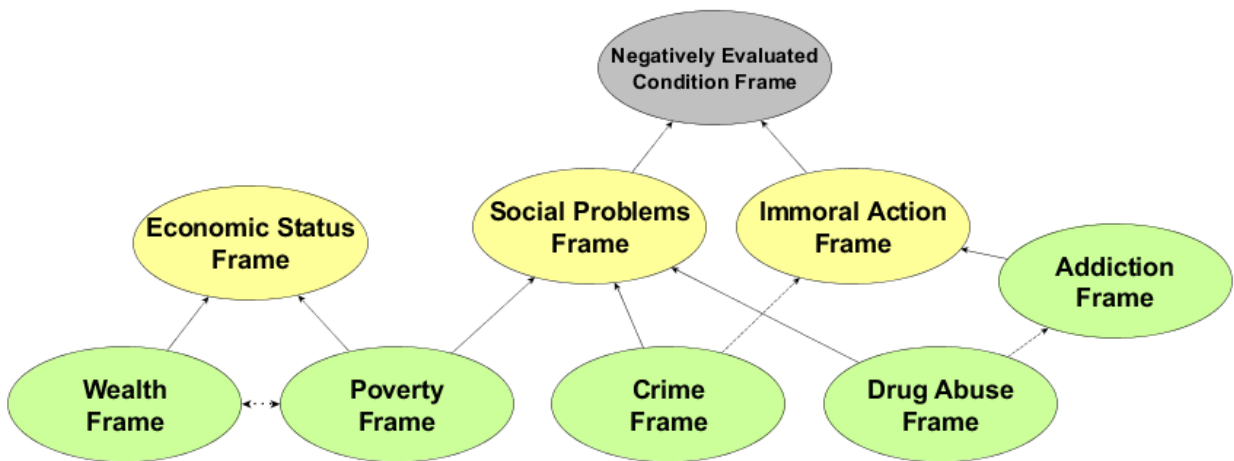 Negatively Evaluated
Condition Frame
Economic Status
Frame
Social Problems
Frame
Immoral Action
Frame
Addiction
Frame
Wealth
Frame
Poverty
Frame
Crime
Frame
Drug Abuse
Frame